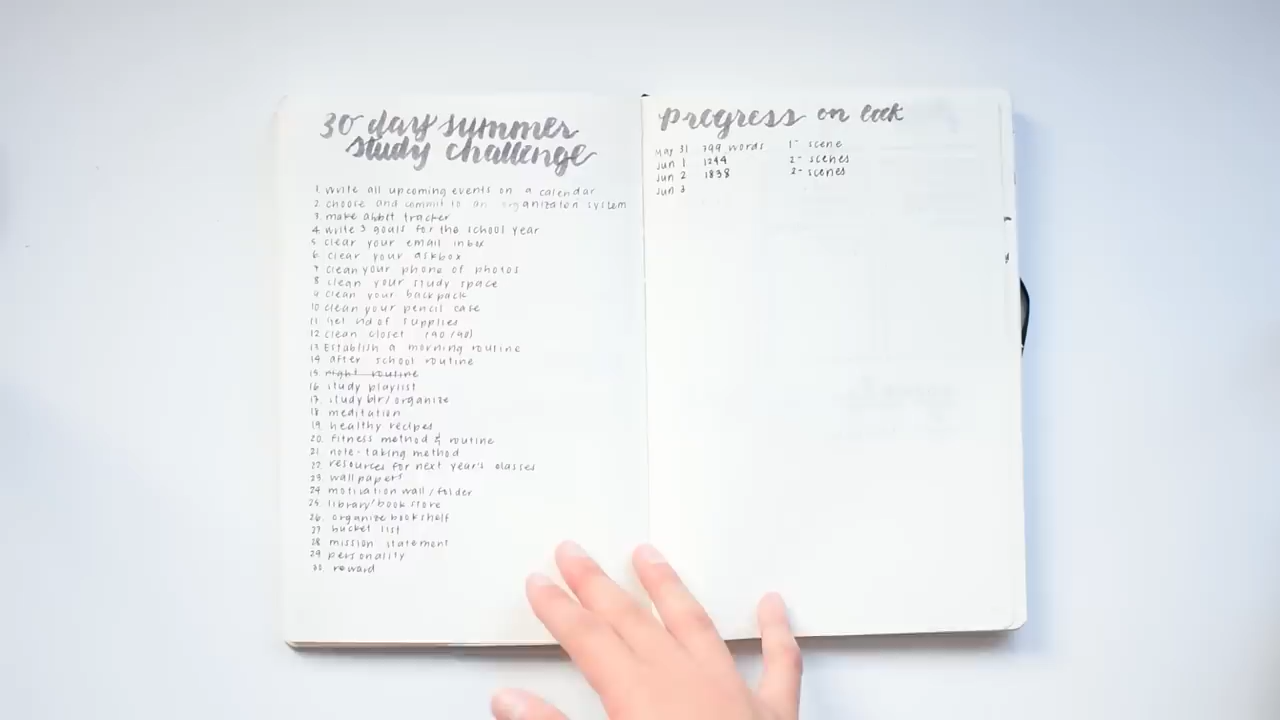 30 day summer
study challenge
1. write all upcoming events on a calendar
2. choose and commit to an organizaton system
3. make abbit tracker
4. write 3 goals for the school year
5. clear your email inbox
6. clear your askbox
7. clean your phone of photos
8. clean your study space
9. clean your backpack
10. clean your pencil case
11. get rid of supplies
12. clean closet
13. Establish a morning routine
14. after school routine
15. night routine
16. study playlist
17. studyblr/organize
18. meditation
19. healthy recipes
20. fitness method & routine
21. note-taking method
22. resources for next year's classes
23. wallpapers
24. motivation wall/folder
25. library/bookstore
26. organize bookshelf
27. bucket list
28. mission statement
29. personality
30. reward
progress on book
May 31 799 words 1- scene
Jun 1 1244 2- scenes
Jun 2 1838 2- scenes
Jun 3